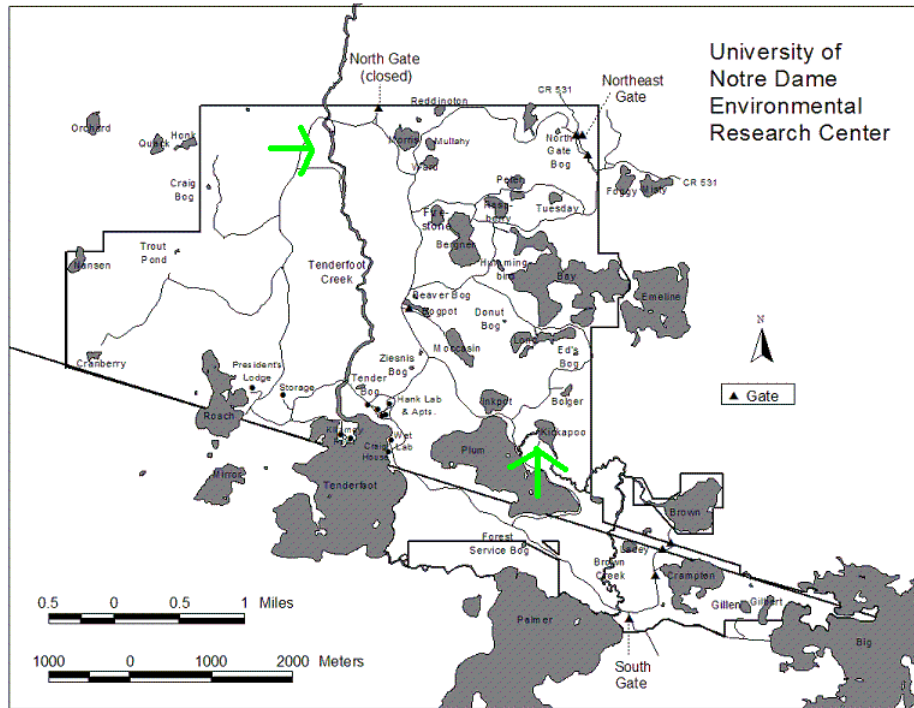 University of
Notre Dame
Environmental
Research Center
North Gate
(closed)
Northeast
Gate
CR 531
Reddington
Orchard
Quack
Honk
Morris
Mullahy
North
Gate
Bog
Ward
Craig
Bog
CR 531
Peter
Foggy
Misty
Fire-
stone
Rasp-
berry
Tuesday
Trout
Pond
Bergner
Nansen
Tenderfoot
Creek
Humming-
bird
Bay
Emeline
Beaver Bog
Bogpot
Donut
Bog
N
Moccasin
Long
Ed's
Bog
Cranberry
Ziesnis
Bog
President's
Lodge
Storage
Tender
Bog
Hank Lab
& Apts.
Inkpot
Bolger
Gate
Roach
Wet
Lab
Craig
House
Kickapoo
Plum
Mirror
Tenderfoot
Brown
Forest
Service Bog
Brown
Creek
Crampton
Gillen
Gilbert
0.5 0 0.5 1 Miles
Palmer
Big
1000 0 1000 2000 Meters
South
Gate